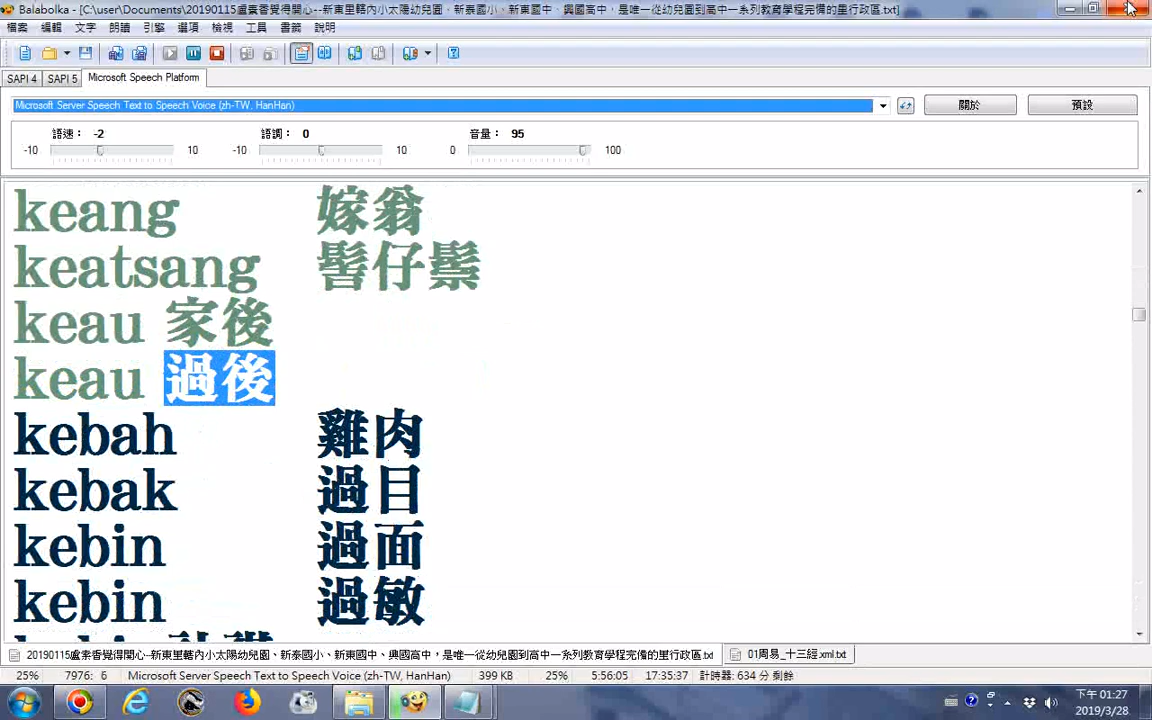 Balabolka - [C:\user\Documents\20190115盧素香覺得開心--新東里轄內小太陽幼兒園、新泰國小、新東國中、興國高中，是唯一從幼兒園到高中一系列教育學程完備的里行政區.txt]
檔案 編輯 文字 朗讀 引擎 選項 檢視 工具 書籤 說明
SAPI 4 SAPI 5 Microsoft Speech Platform
Microsoft Server Speech Text to Speech Voice (zh-TW, HanHan) 關於 預設
語速： -2 語調： 0 音量： 95
-10 10 -10 10 0 100
keang 嫁翁
keatsang 髻仔鬃
keau 家後
keau 過後
kebah 雞肉
kebak 過目
kebin 過面
kebin 過敏
20190115盧素香覺得開心--新東里轄內小太陽幼兒園、新泰國小、新東國中、興國高中，是唯一從幼兒園到高中一系列教育學程完備的里行政區.txt 01周易_十三經.xml.txt
25% 7976: 6 Microsoft Server Speech Text to Speech Voice (zh-TW, HanHan) 399 KB 25% 5:56:05 17:35:37 計時器: 634 分 剩餘
下午 01:27
2019/3/28